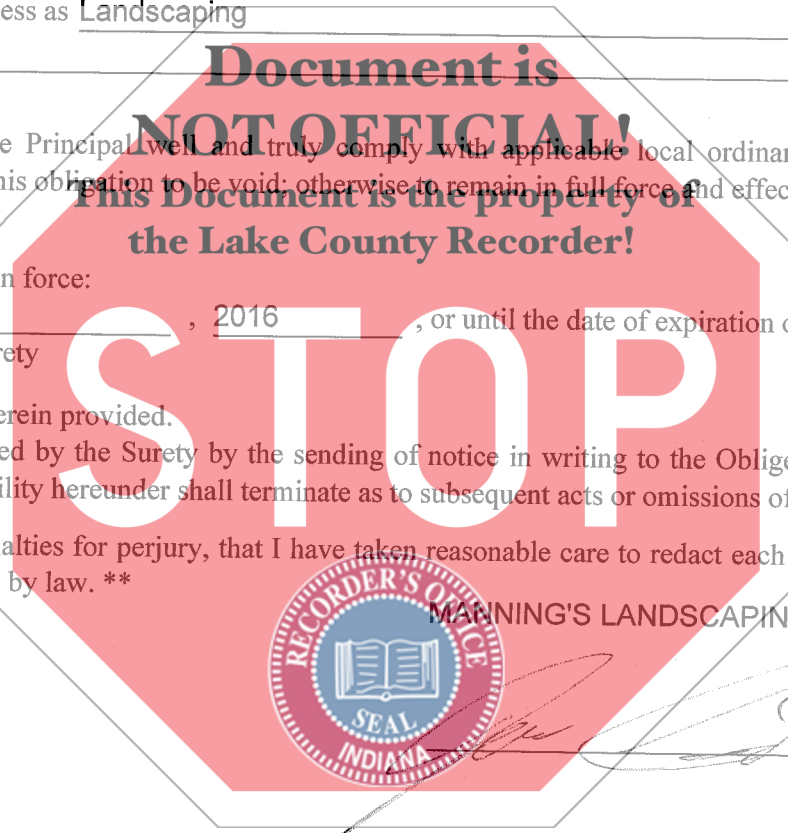 ess as Landscaping
Document is
NOT OFFICIAL!
e Principal well and truly comply with applicable local ordinan
his obligation to be void; otherwise to remain in full force and effec
This Document is the property of
the Lake County Recorder!
n force:
, 2016 , or until the date of expiration o
rety
STOP
erein provided.
ed by the Surety by the sending of notice in writing to the Oblige
ility hereunder shall terminate as to subsequent acts or omissions of
alties for perjury, that I have taken reasonable care to redact each
by law. **
MANNING'S LANDSCAPIN
RECORDER'S OFFICE
SEAL
INDIANA